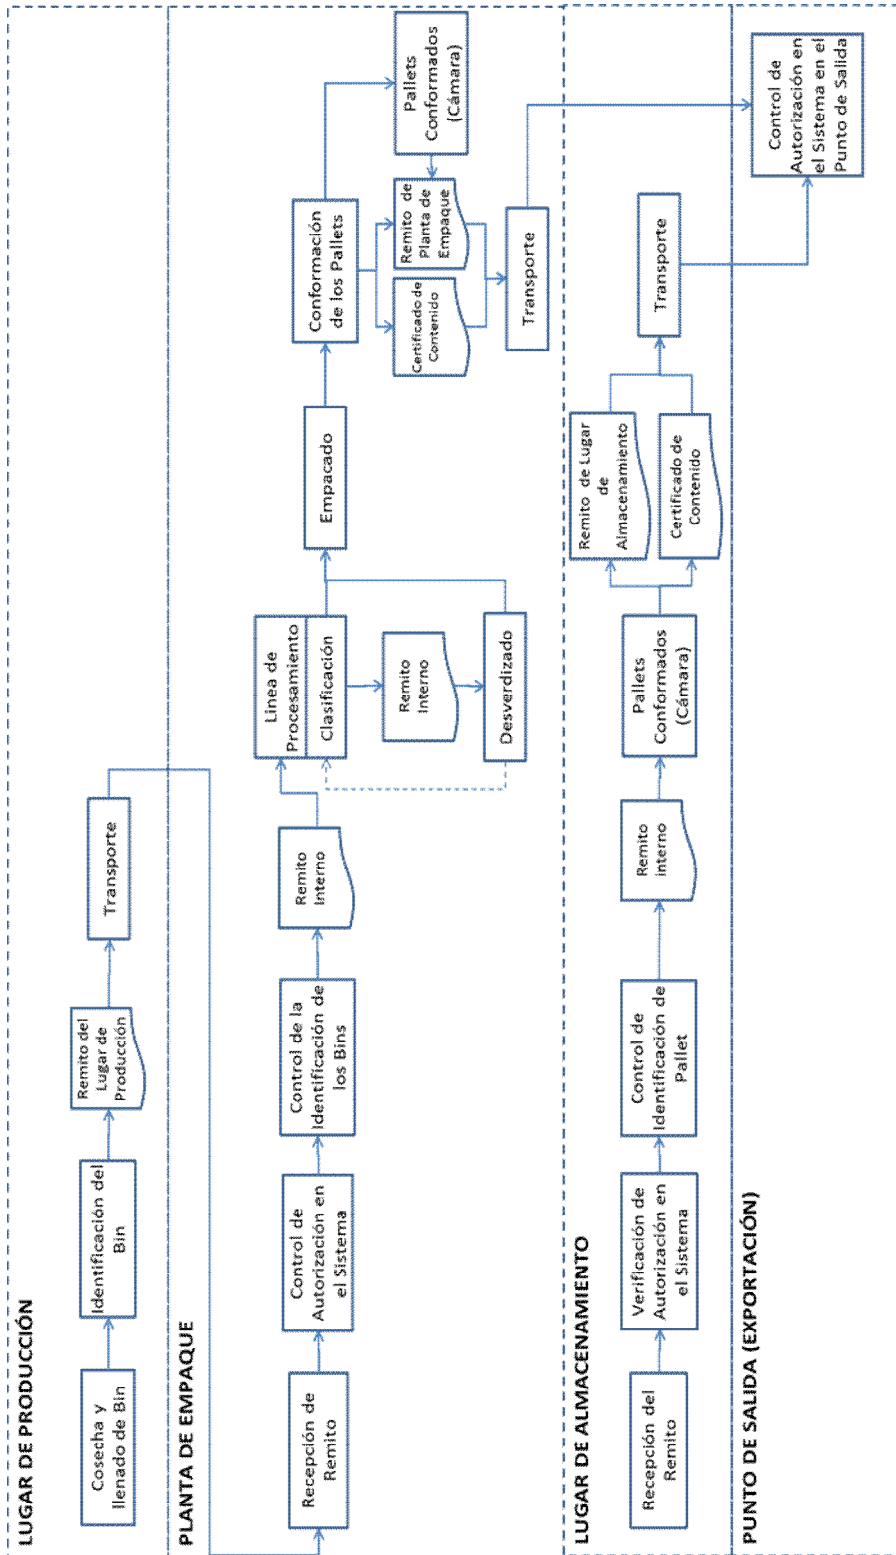 LUGAR DE PRODUCCIÓN
Cosecha y
llenado de Bin
Identificación del
Bin
Remito del
Lugar de
Producción
Transporte
PLANTA DE EMPAQUE
Recepción de
Remito
Control de
Autorización en
el Sistema
Control de la
Identificación de
los Bins
Remito
Interno
Linea de
Procesamiento
Clasificación
Remito
Interno
Desverdizado
Empacado
Conformación
de los Pallets
Certificado de
Contenido
Remito de
Planta de
Empaque
Pallets
Conformados
(Cámara)
Transporte
LUGAR DE ALMACENAMIENTO
Recepción del
Remito
Verificación de
Autorización en
el Sistema
Control de
Identificación de
Pallet
Remito
interno
Pallets
Conformados
(Cámara)
Remito de Lugar
de
Almacenamiento
Certificado de
Contenido
Transporte
PUNTO DE SALIDA (EXPORTACIÓN)
Control de
Autorización en
el Sistema en el
Punto de Salida